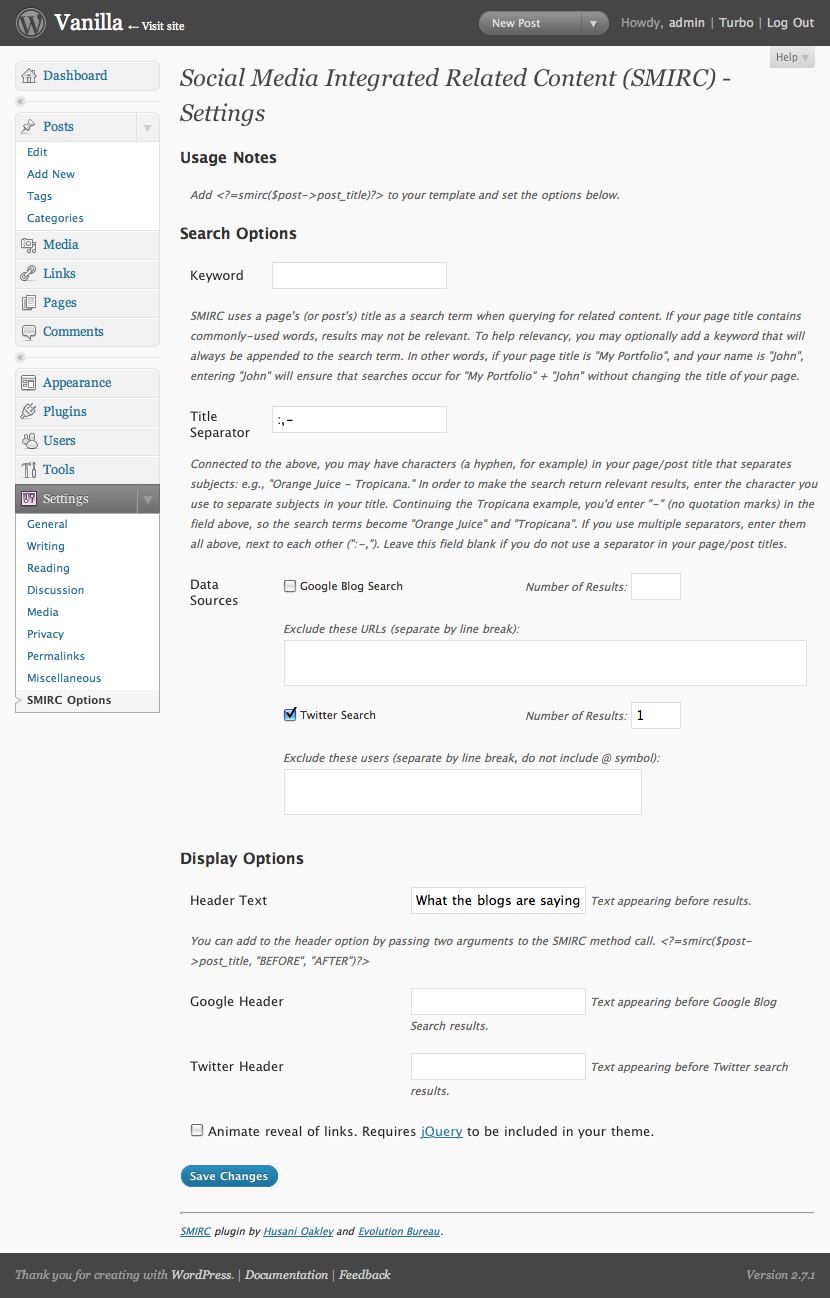 Vanilla ← Visit site
New Post
Howdy, admin | Turbo | Log Out
Help
Dashboard
Posts
Edit
Add New
Tags
Categories
Media
Links
Pages
Comments
Appearance
Plugins
Users
Tools
Settings
General
Writing
Reading
Discussion
Media
Privacy
Permalinks
Miscellaneous
SMIRC Options
Social Media Integrated Related Content (SMIRC) -
Settings
Usage Notes
Add <?=smirc($post->post_title)?> to your template and set the options below.
Search Options
Keyword
SMIRC uses a page's (or post's) title as a search term when querying for related content. If your page title contains
commonly-used words, results may not be relevant. To help relevancy, you may optionally add a keyword that will
always be appended to the search term. In other words, if your page title is "My Portfolio", and your name is "John",
entering "John" will ensure that searches occur for "My Portfolio" + "John" without changing the title of your page.
Title
Separator
:,-
Connected to the above, you may have characters (a hyphen, for example) in your page/post title that separates
subjects: e.g., "Orange Juice - Tropicana." In order to make the search return relevant results, enter the character you
use to separate subjects in your title. Continuing the Tropicana example, you'd enter "-" (no quotation marks) in the
field above, so the search terms become "Orange Juice" and "Tropicana". If you use multiple separators, enter them
all above, next to each other (":-,"). Leave this field blank if you do not use a separator in your page/post titles.
Data
Sources
Google Blog Search
Number of Results:
Exclude these URLs (separate by line break):
Twitter Search
Number of Results: 1
Exclude these users (separate by line break, do not include @ symbol):
Display Options
Header Text
What the blogs are saying
Text appearing before results.
You can add to the header option by passing two arguments to the SMIRC method call. <?=smirc($post-
>post_title, "BEFORE", "AFTER")?>
Google Header
Text appearing before Google Blog
Search results.
Twitter Header
Text appearing before Twitter search
results.
Animate reveal of links. Requires jQuery to be included in your theme.
Save Changes
SMIRC plugin by Husani Oakley and Evolution Bureau.
Thank you for creating with WordPress. | Documentation | Feedback
Version 2.7.1